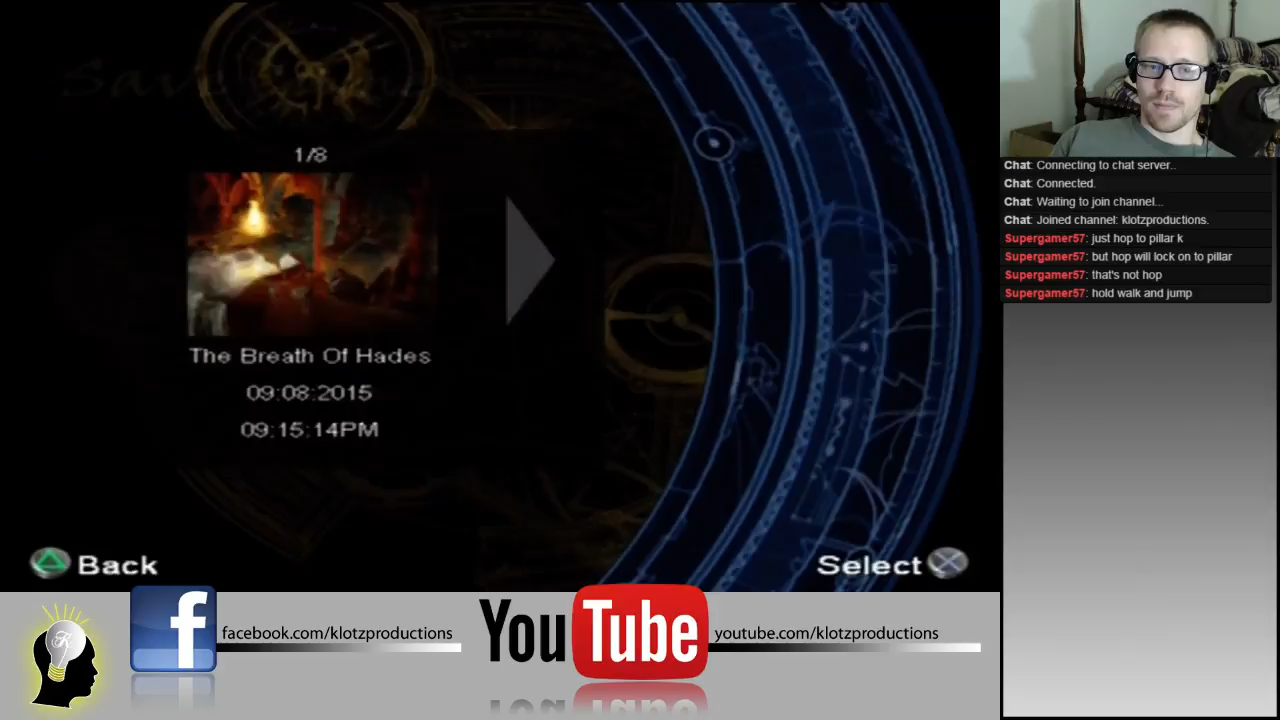 Save
1/8
The Breath Of Hades
09:08:2015
09:15:14PM
Back
Select
Chat: Connecting to chat server..
Chat: Connected.
Chat: Waiting to join channel...
Chat: Joined channel: klotzproductions.
Supergamer57: just hop to pillar k
Supergamer57: but hop will lock on to pillar
Supergamer57: that's not hop
Supergamer57: hold walk and jump
f facebook.com/klotzproductions
YouTube youtube.com/klotzproductions